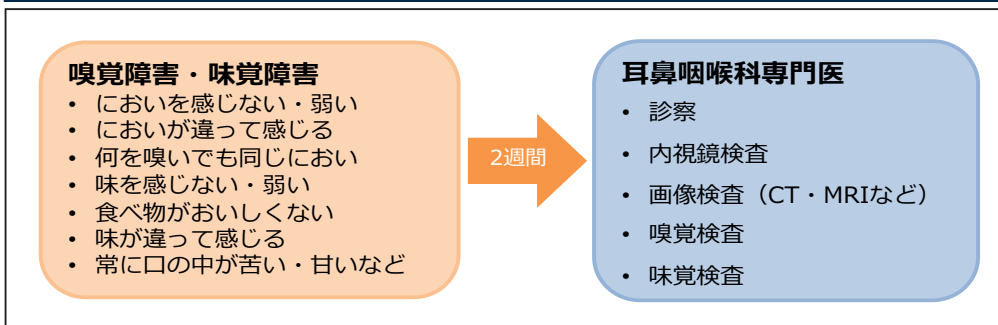 嗅覚障害・味覚障害
• においを感じない・弱い
• においが違って感じる
• 何を嗅いでも同じにおい
• 味を感じない・弱い
• 食べ物がおいしくない
• 味が違って感じる
• 常に口の中が苦い・甘いなど
2週間
耳鼻咽喉科専門医
• 診察
• 内視鏡検査
• 画像検査（CT・MRIなど）
• 嗅覚検査
• 味覚検査